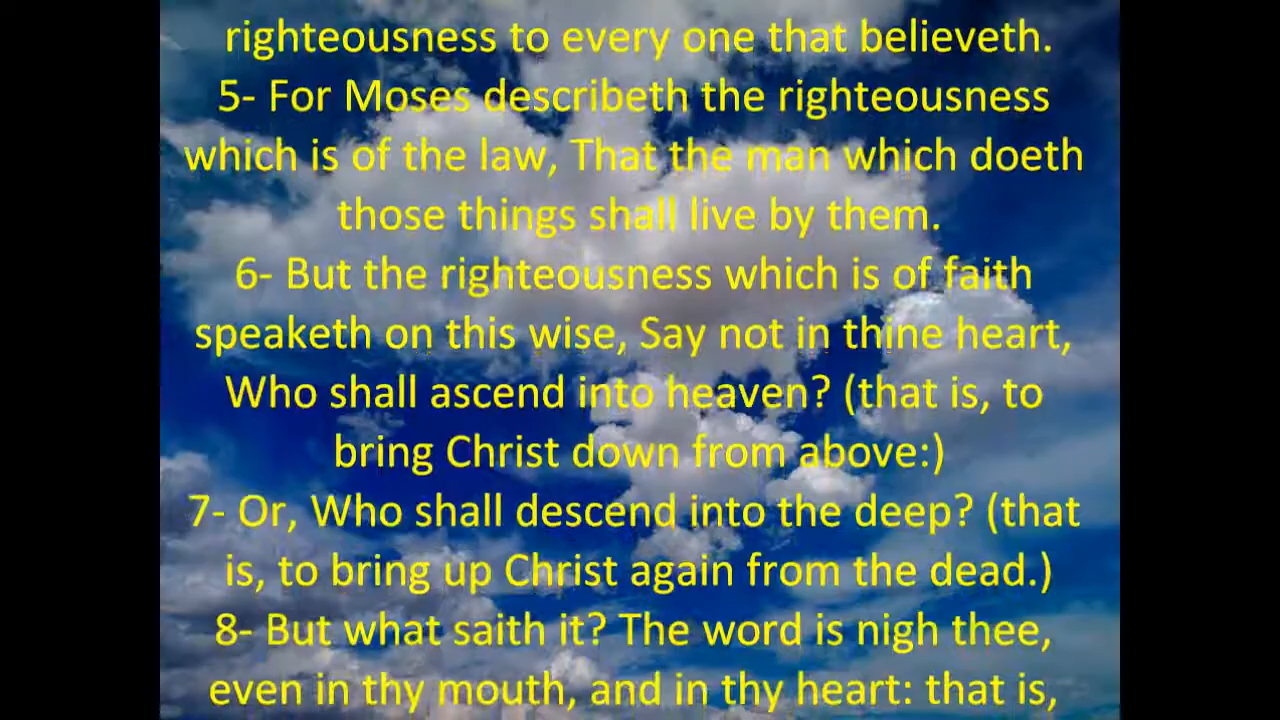 righteousness to every one that believeth.
5- For Moses describeth the righteousness
which is of the law, That the man which doeth
those things shall live by them.
6- But the righteousness which is of faith
speaketh on this wise, Say not in thine heart,
Who shall ascend into heaven? (that is, to
bring Christ down from above:)
7- Or, Who shall descend into the deep? (that
is, to bring up Christ again from the dead.)
8- But what saith it? The word is nigh thee,
even in thy mouth, and in thy heart: that is,